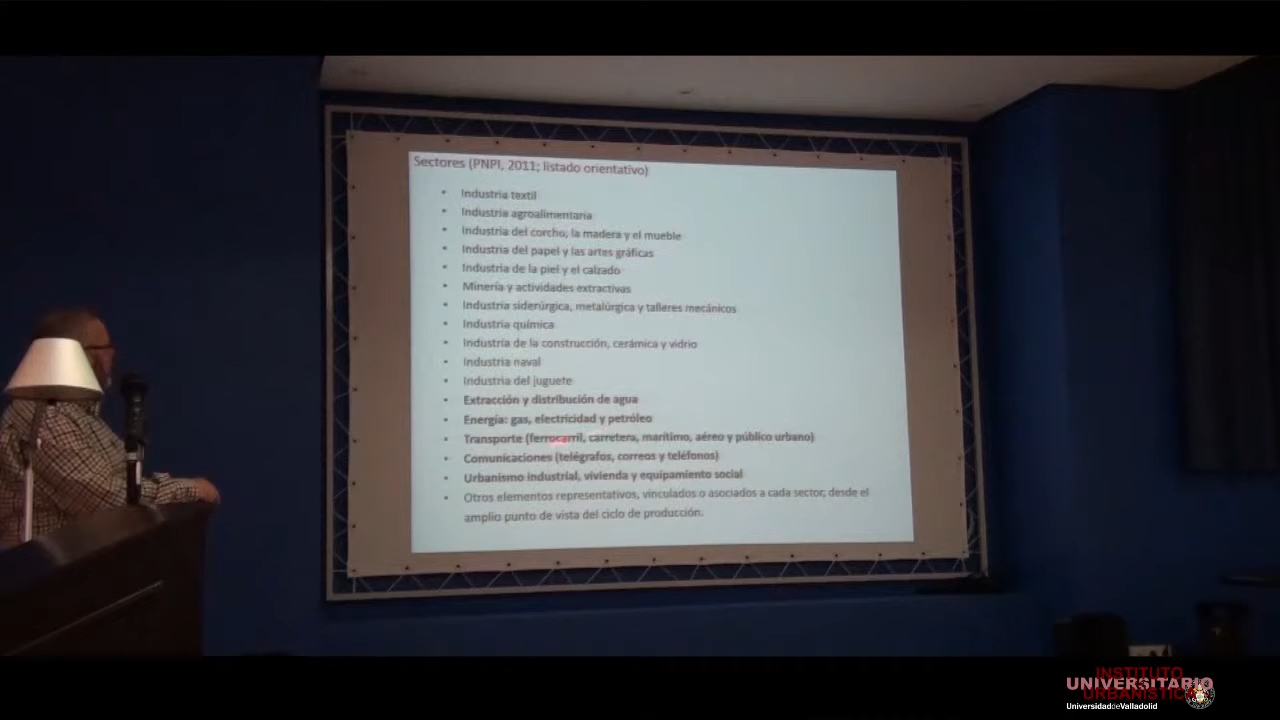 Sectores (PNPI, 2011; listado orientativo)
• Industria textil
• Industria agroalimentaria
• Industria del corcho, la madera y el mueble
• Industria del papel y las artes gráficas
• Industria de la piel y el calzado
• Minería y actividades extractivas
• Industria siderúrgica, metalúrgica y talleres mecánicos
• Industria química
• Industria de la construcción, cerámica y vidrio
• Industria naval
• Industria del juguete
• Extracción y distribución de agua
• Energía: gas, electricidad y petróleo
• Transporte (ferrocarril, carretera, marítimo, aéreo y público urbano)
• Comunicaciones (telégrafos, correos y teléfonos)
• Urbanismo industrial, vivienda y equipamiento social
• Otros elementos representativos, vinculados o asociados a cada sector, desde el
amplio punto de vista del ciclo de producción.
INSTITUTO
UNIVERSITARIO
UniversidaddeValladolid